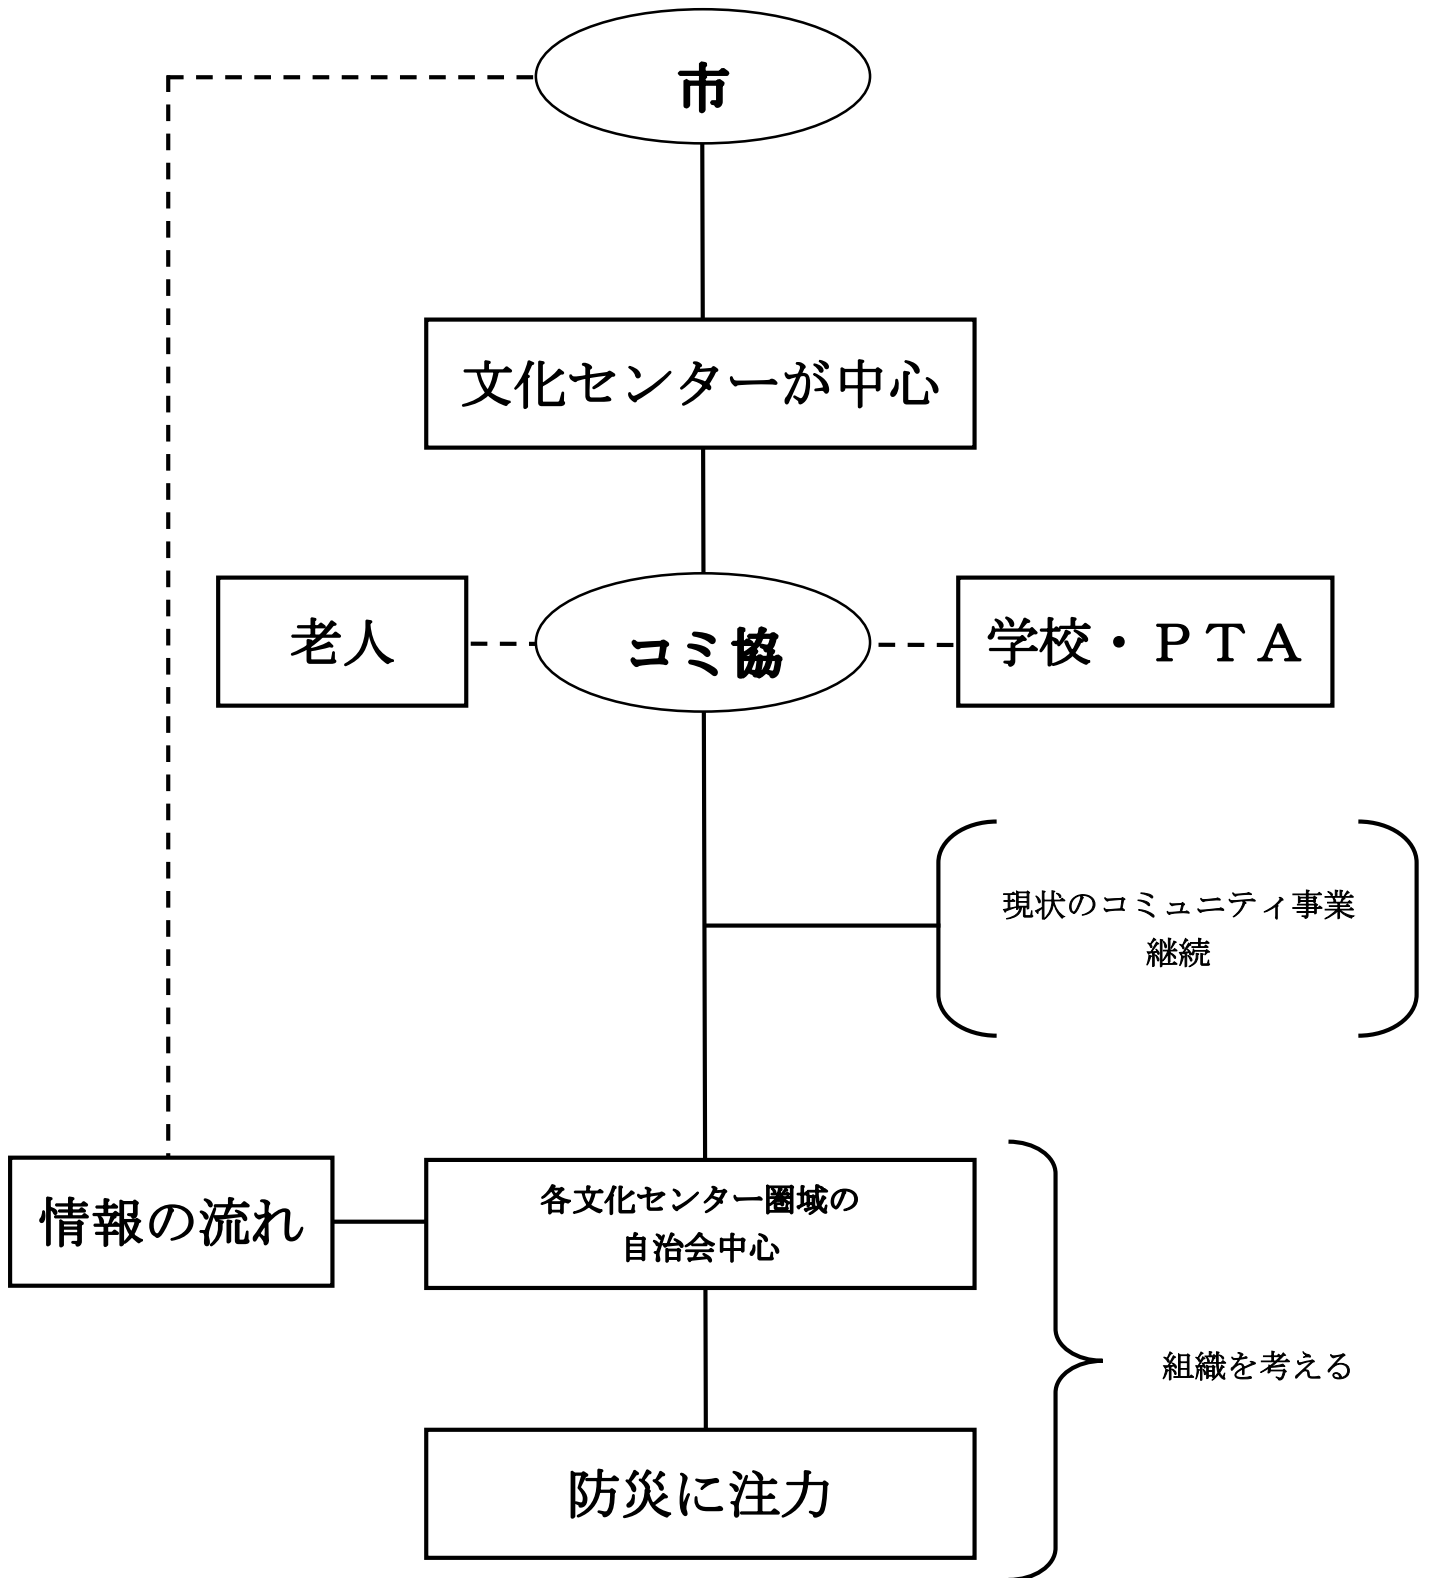 市
文化センターが中心
老人
コミ協
学校・ＰＴＡ
現状のコミュニティ事業
継続
情報の流れ
各文化センター圏域の
自治会中心
組織を考える
防災に注力